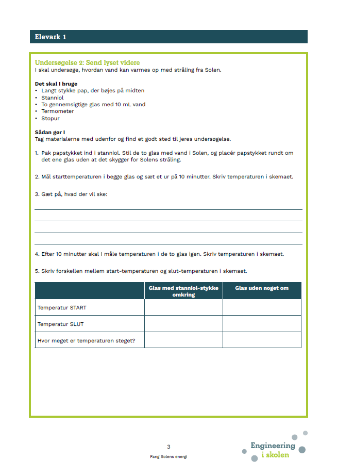 Elevark 1
Undersøgelse 2: Send lyset videre
I skal undersøge, hvordan vand kan varmes op med stråling fra Solen.
Det skal I bruge
• Langt stykke pap, der bøjes på midten
• Stanniol
• To gennemsigtige glas med 10 mL vand
• Termometer
• Stopur
Sådan gør I
Tag materialerne med udenfor og find et godt sted til jeres undersøgelse.
1. Pak papstykket ind i stanniol. Stil de to glas med vand i Solen, og placér papstykket rundt om
det ene glas uden at det skygger for Solens stråling.
2. Mål starttemperaturen i begge glas og sæt et ur på 10 minutter. Skriv temperaturen i skemaet.
3. Gæt på, hvad der vil ske:
4. Efter 10 minutter skal I måle temperaturen i de to glas igen. Skriv temperaturen i skemaet.
5. Skriv forskellen mellem start-temperaturen og slut-temperaturen i skemaet.
Glas med stanniol-stykke
omkring
Glas uden noget om
Temperatur START
Temperatur SLUT
Hvor meget er temperaturen steget?
3
Fang Solens energi
Engineering
i skolen